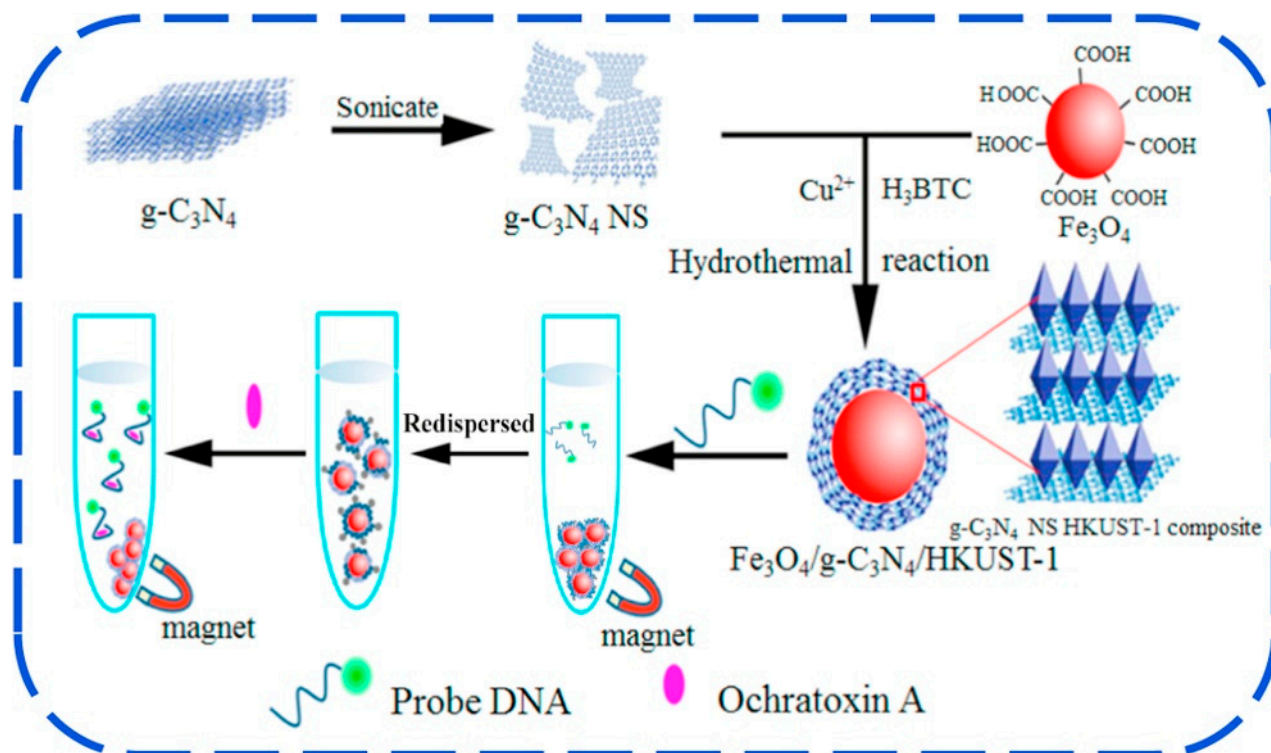 Sonicate
g-C₃N₄
g-C₃N₄ NS
COOH
HOOC
COOH
HOOC
COOH
COOH
COOH
Fe₃O₄
Cu²⁺
H₃BTC
Hydrothermal reaction
g-C₃N₄ NS HKUST-1 composite
Fe₃O₄/g-C₃N₄/HKUST-1
Redispersed
magnet
magnet
Probe DNA
Ochratoxin A